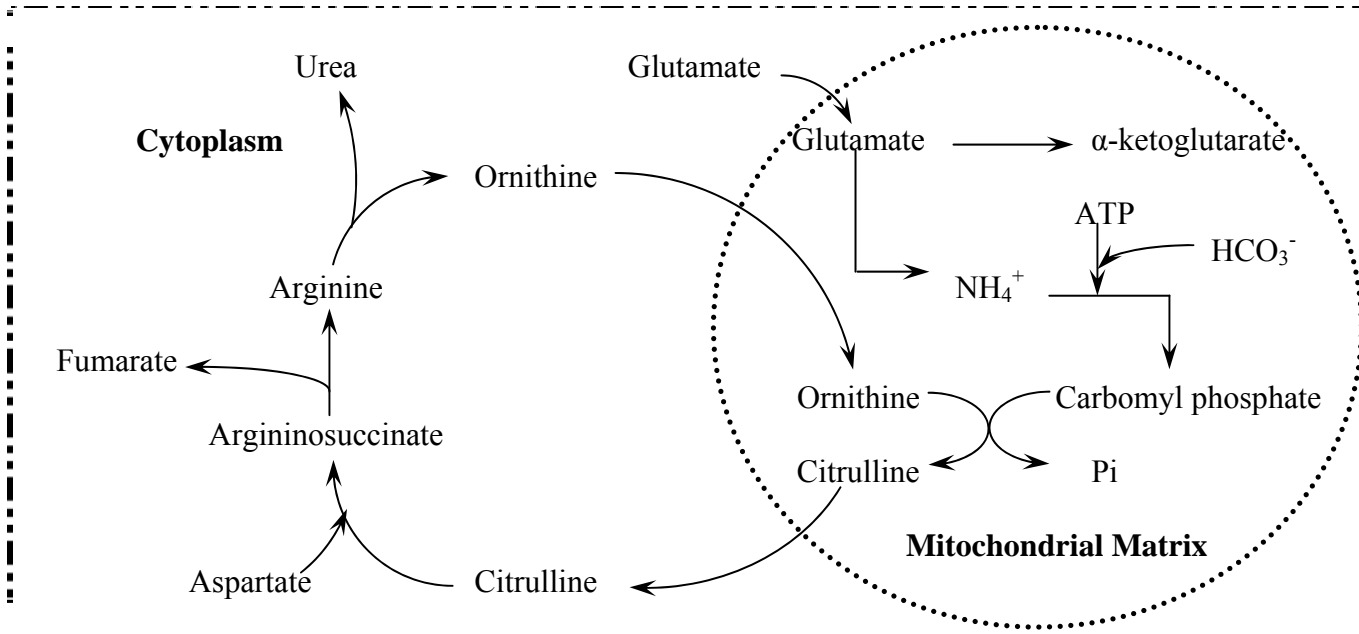 Urea
Glutamate
Cytoplasm
Glutamate
α-ketoglutarate
Ornithine
ATP
HCO₃⁻
NH₄⁺
Arginine
Fumarate
Ornithine
Carbomyl phosphate
Argininosuccinate
Citrulline
Pi
Mitochondrial Matrix
Aspartate
Citrulline